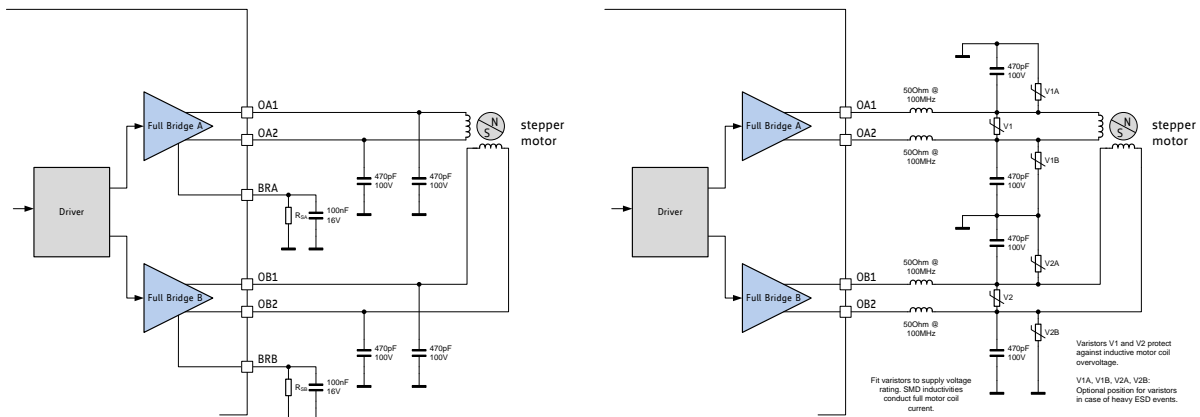 OA1
Full Bridge A
OA2
N
S
stepper
motor
470pF
100V
470pF
100V
BRA
Driver
RSA
100nF
16V
OB1
Full Bridge B
OB2
470pF
100V
470pF
100V
BRB
RSB
100nF
16V
470pF
100V
V1A
50Ohm @
100MHz
OA1
V1
N
S
stepper
motor
Full Bridge A
OA2
50Ohm @
100MHz
V1B
470pF
100V
Driver
470pF
100V
50Ohm @
100MHz
V2A
OB1
Full Bridge B
V2
OB2
50Ohm @
100MHz
V2B
470pF
100V
Varistors V1 and V2 protect
against inductive motor coil
overvoltage.
V1A, V1B, V2A, V2B:
Optional position for varistors
in case of heavy ESD events.
Fit varistors to supply voltage
rating. SMD inductivities
conduct full motor coil
current.